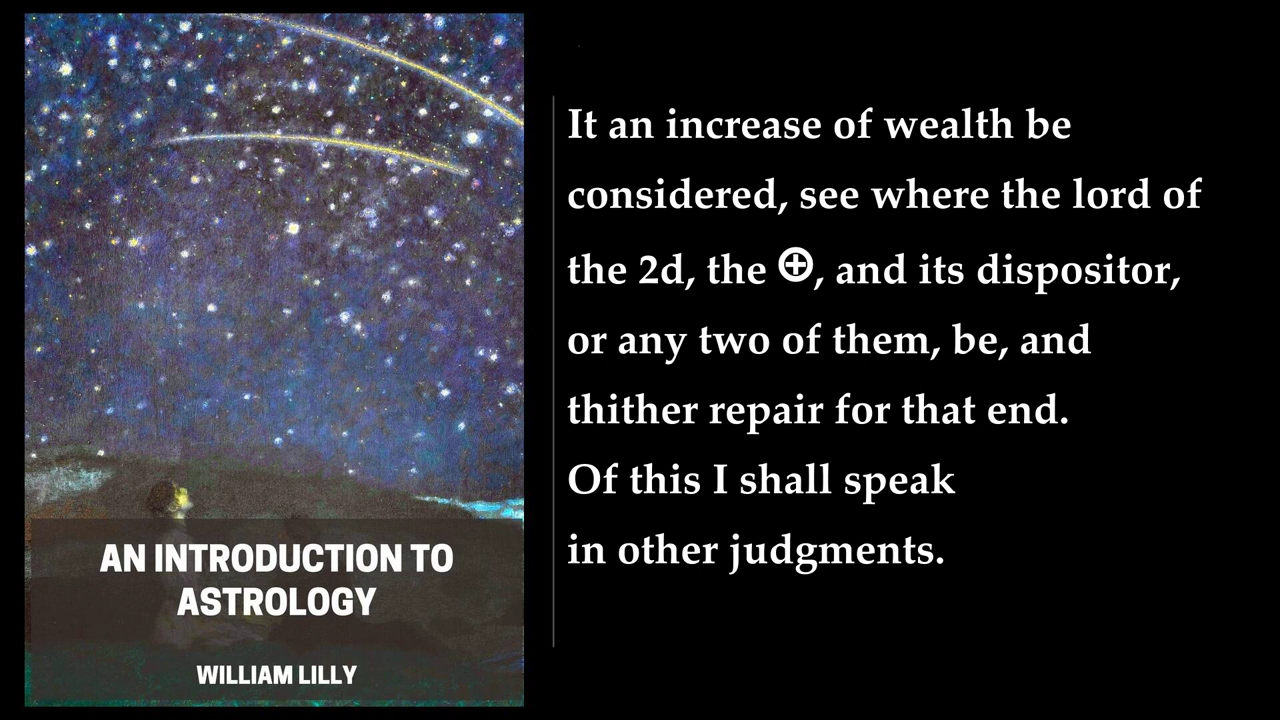 AN INTRODUCTION TO
ASTROLOGY
WILLIAM LILLY
It an increase of wealth be
considered, see where the lord of
the 2d, the ⊕, and its dispositor,
or any two of them, be, and
thither repair for that end.
Of this I shall speak
in other judgments.